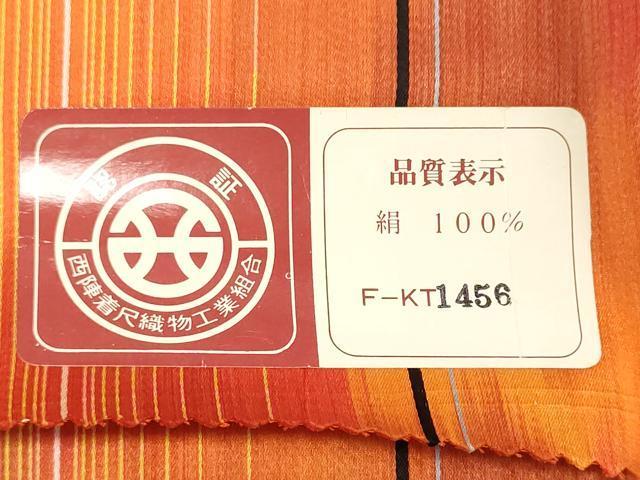 証
西陣着尺織物工業組合
品質表示
絹 100%
F-KT1456